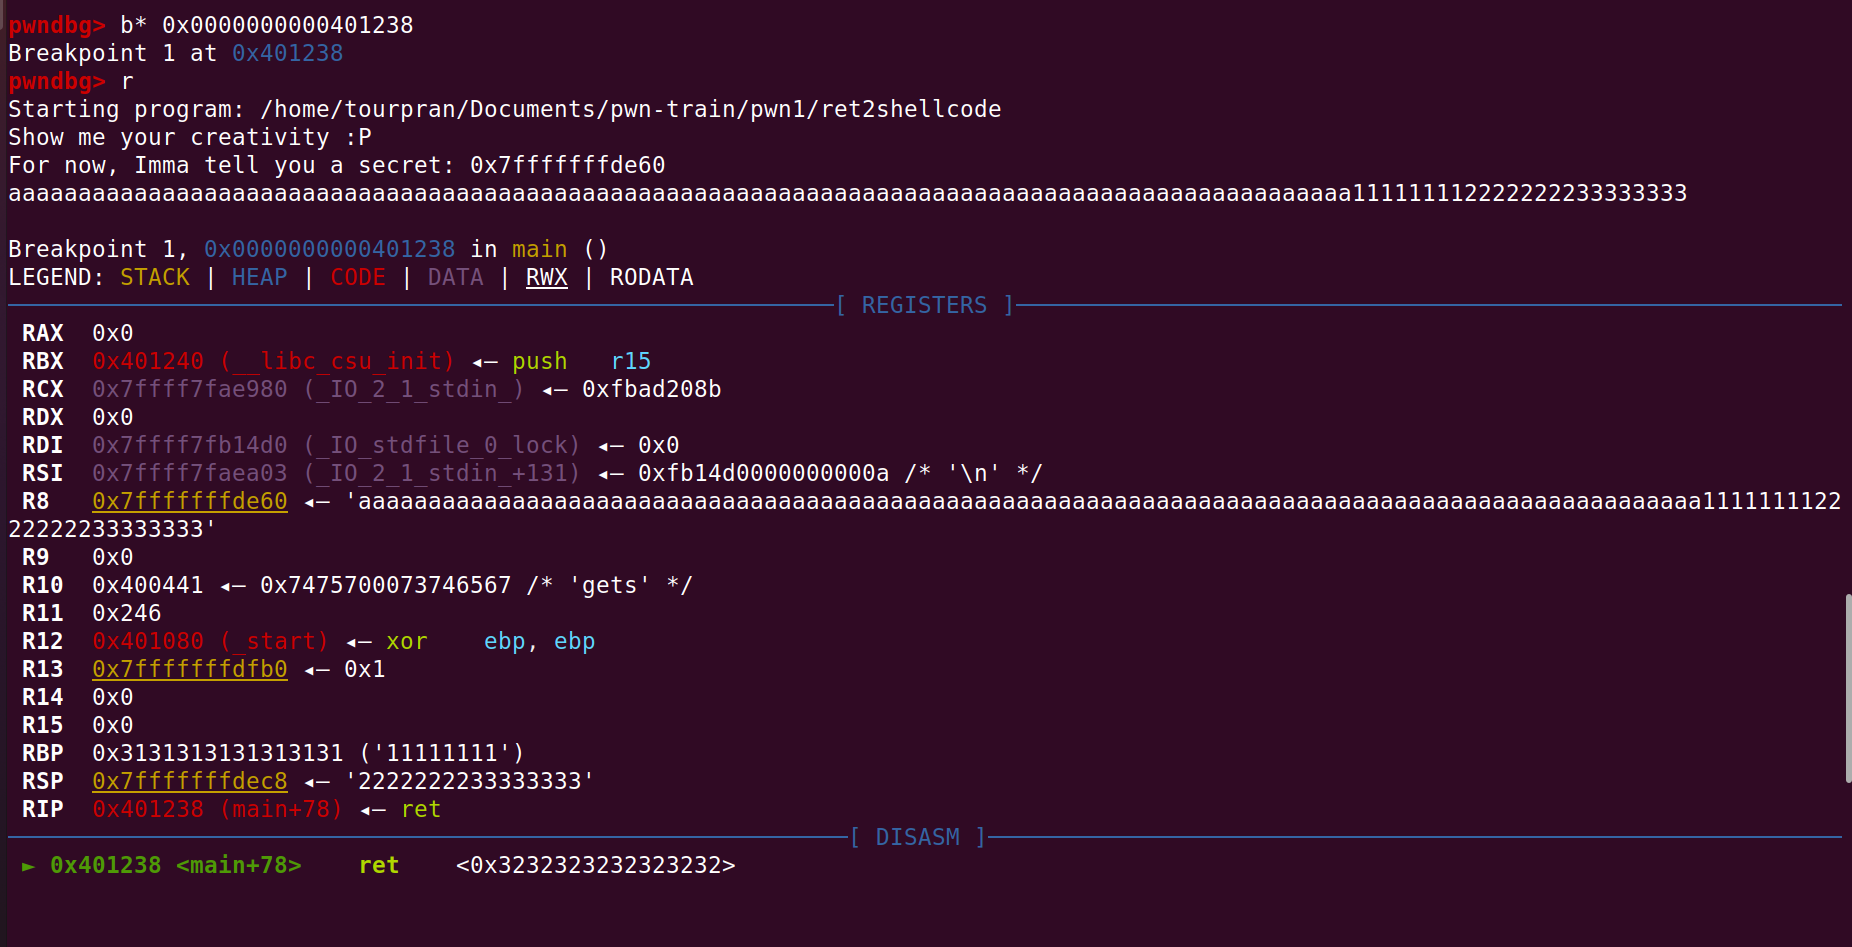 pwndbg> b* 0x0000000000401238
Breakpoint 1 at 0x401238
pwndbg> r
Starting program: /home/tourpran/Documents/pwn-train/pwn1/ret2shellcode
Show me your creativity :P
For now, Imma tell you a secret: 0x7fffffffde60
aaaaaaaaaaaaaaaaaaaaaaaaaaaaaaaaaaaaaaaaaaaaaaaaaaaaaaaaaaaaaaaaaaaaaaaaaaaaaaaaaaaaaaaaaaaaaaaa111111112222222233333333
Breakpoint 1, 0x0000000000401238 in main ()
LEGEND: STACK | HEAP | CODE | DATA | RWX | RODATA
[ REGISTERS ]
RAX 0x0
RBX 0x401240 (__libc_csu_init) ◂— push r15
RCX 0x7ffff7fae980 (_IO_2_1_stdin_) ◂— 0xfbad208b
RDX 0x0
RDI 0x7ffff7fb14d0 (_IO_stdfile_0_lock) ◂— 0x0
RSI 0x7ffff7faea03 (_IO_2_1_stdin_+131) ◂— 0xfb14d0000000000a /* '\n' */
R8 0x7fffffffde60 ◂— 'aaaaaaaaaaaaaaaaaaaaaaaaaaaaaaaaaaaaaaaaaaaaaaaaaaaaaaaaaaaaaaaaaaaaaaaaaaaaaaaaaaaaaaaaaaaaaaaa1111111122
22222233333333'
R9 0x0
R10 0x400441 ◂— 0x7475700073746567 /* 'gets' */
R11 0x246
R12 0x401080 (_start) ◂— xor ebp, ebp
R13 0x7fffffffdfb0 ◂— 0x1
R14 0x0
R15 0x0
RBP 0x3131313131313131 ('11111111')
RSP 0x7fffffffdec8 ◂— '2222222233333333'
RIP 0x401238 (main+78) ◂— ret
[ DISASM ]
► 0x401238 <main+78> ret <0x3232323232323232>